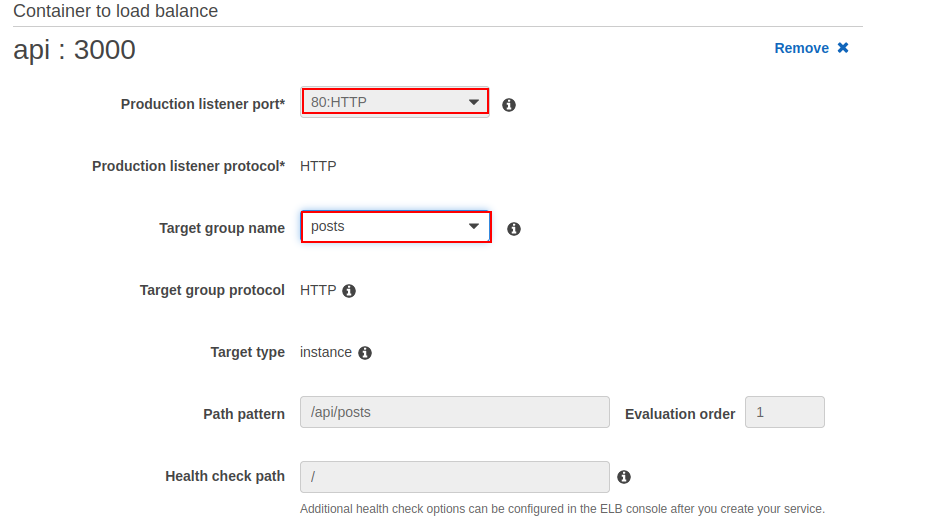 Container to load balance
api : 3000
Remove ✖
Production listener port*
80:HTTP
Production listener protocol*
HTTP
Target group name
posts
Target group protocol
HTTP
Target type
instance
Path pattern
/api/posts
Evaluation order
1
Health check path
/
Additional health check options can be configured in the ELB console after you create your service.